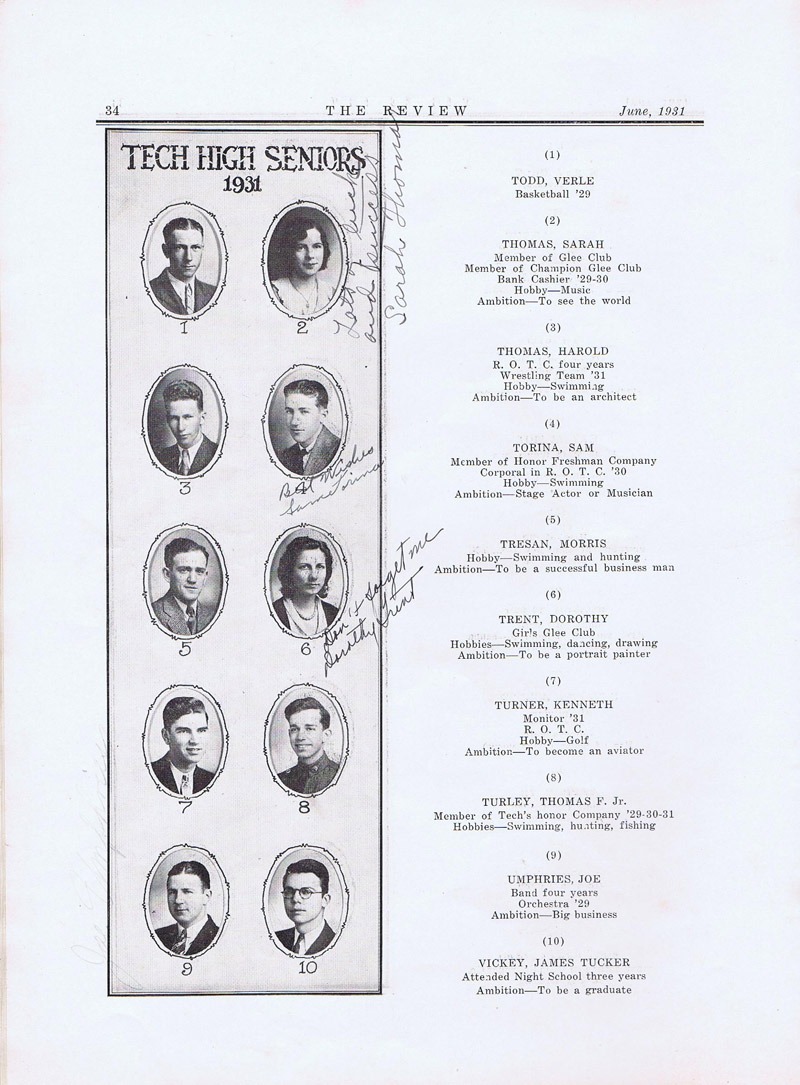 34
THE REVIEW
June, 1931
TECH HIGH SENIORS
1931
1
2
3
4
5
6
7
8
9
10
Lots of luck
and success
Sarah Thomas
Best Wishes
Sam Torina
Don't forget me
Dorothy Trent
(1)
TODD, VERLE
Basketball '29
(2)
THOMAS, SARAH
Member of Glee Club
Member of Champion Glee Club
Bank Cashier '29-30
Hobby—Music
Ambition—To see the world
(3)
THOMAS, HAROLD
R. O. T. C. four years
Wrestling Team '31
Hobby—Swimming
Ambition—To be an architect
(4)
TORINA, SAM
Member of Honor Freshman Company
Corporal in R. O. T. C. '30
Hobby—Swimming
Ambition—Stage Actor or Musician
(5)
TRESAN, MORRIS
Hobby—Swimming and hunting
Ambition—To be a successful business man
(6)
TRENT, DOROTHY
Girl's Glee Club
Hobbies—Swimming, dancing, drawing
Ambition—To be a portrait painter
(7)
TURNER, KENNETH
Monitor '31
R. O. T. C.
Hobby—Golf
Ambition—To become an aviator
(8)
TURLEY, THOMAS F. Jr.
Member of Tech's honor Company '29-30-31
Hobbies—Swimming, hunting, fishing
(9)
UMPHRIES, JOE
Band four years
Orchestra '29
Ambition—Big business
(10)
VICKEY, JAMES TUCKER
Attended Night School three years
Ambition—To be a graduate